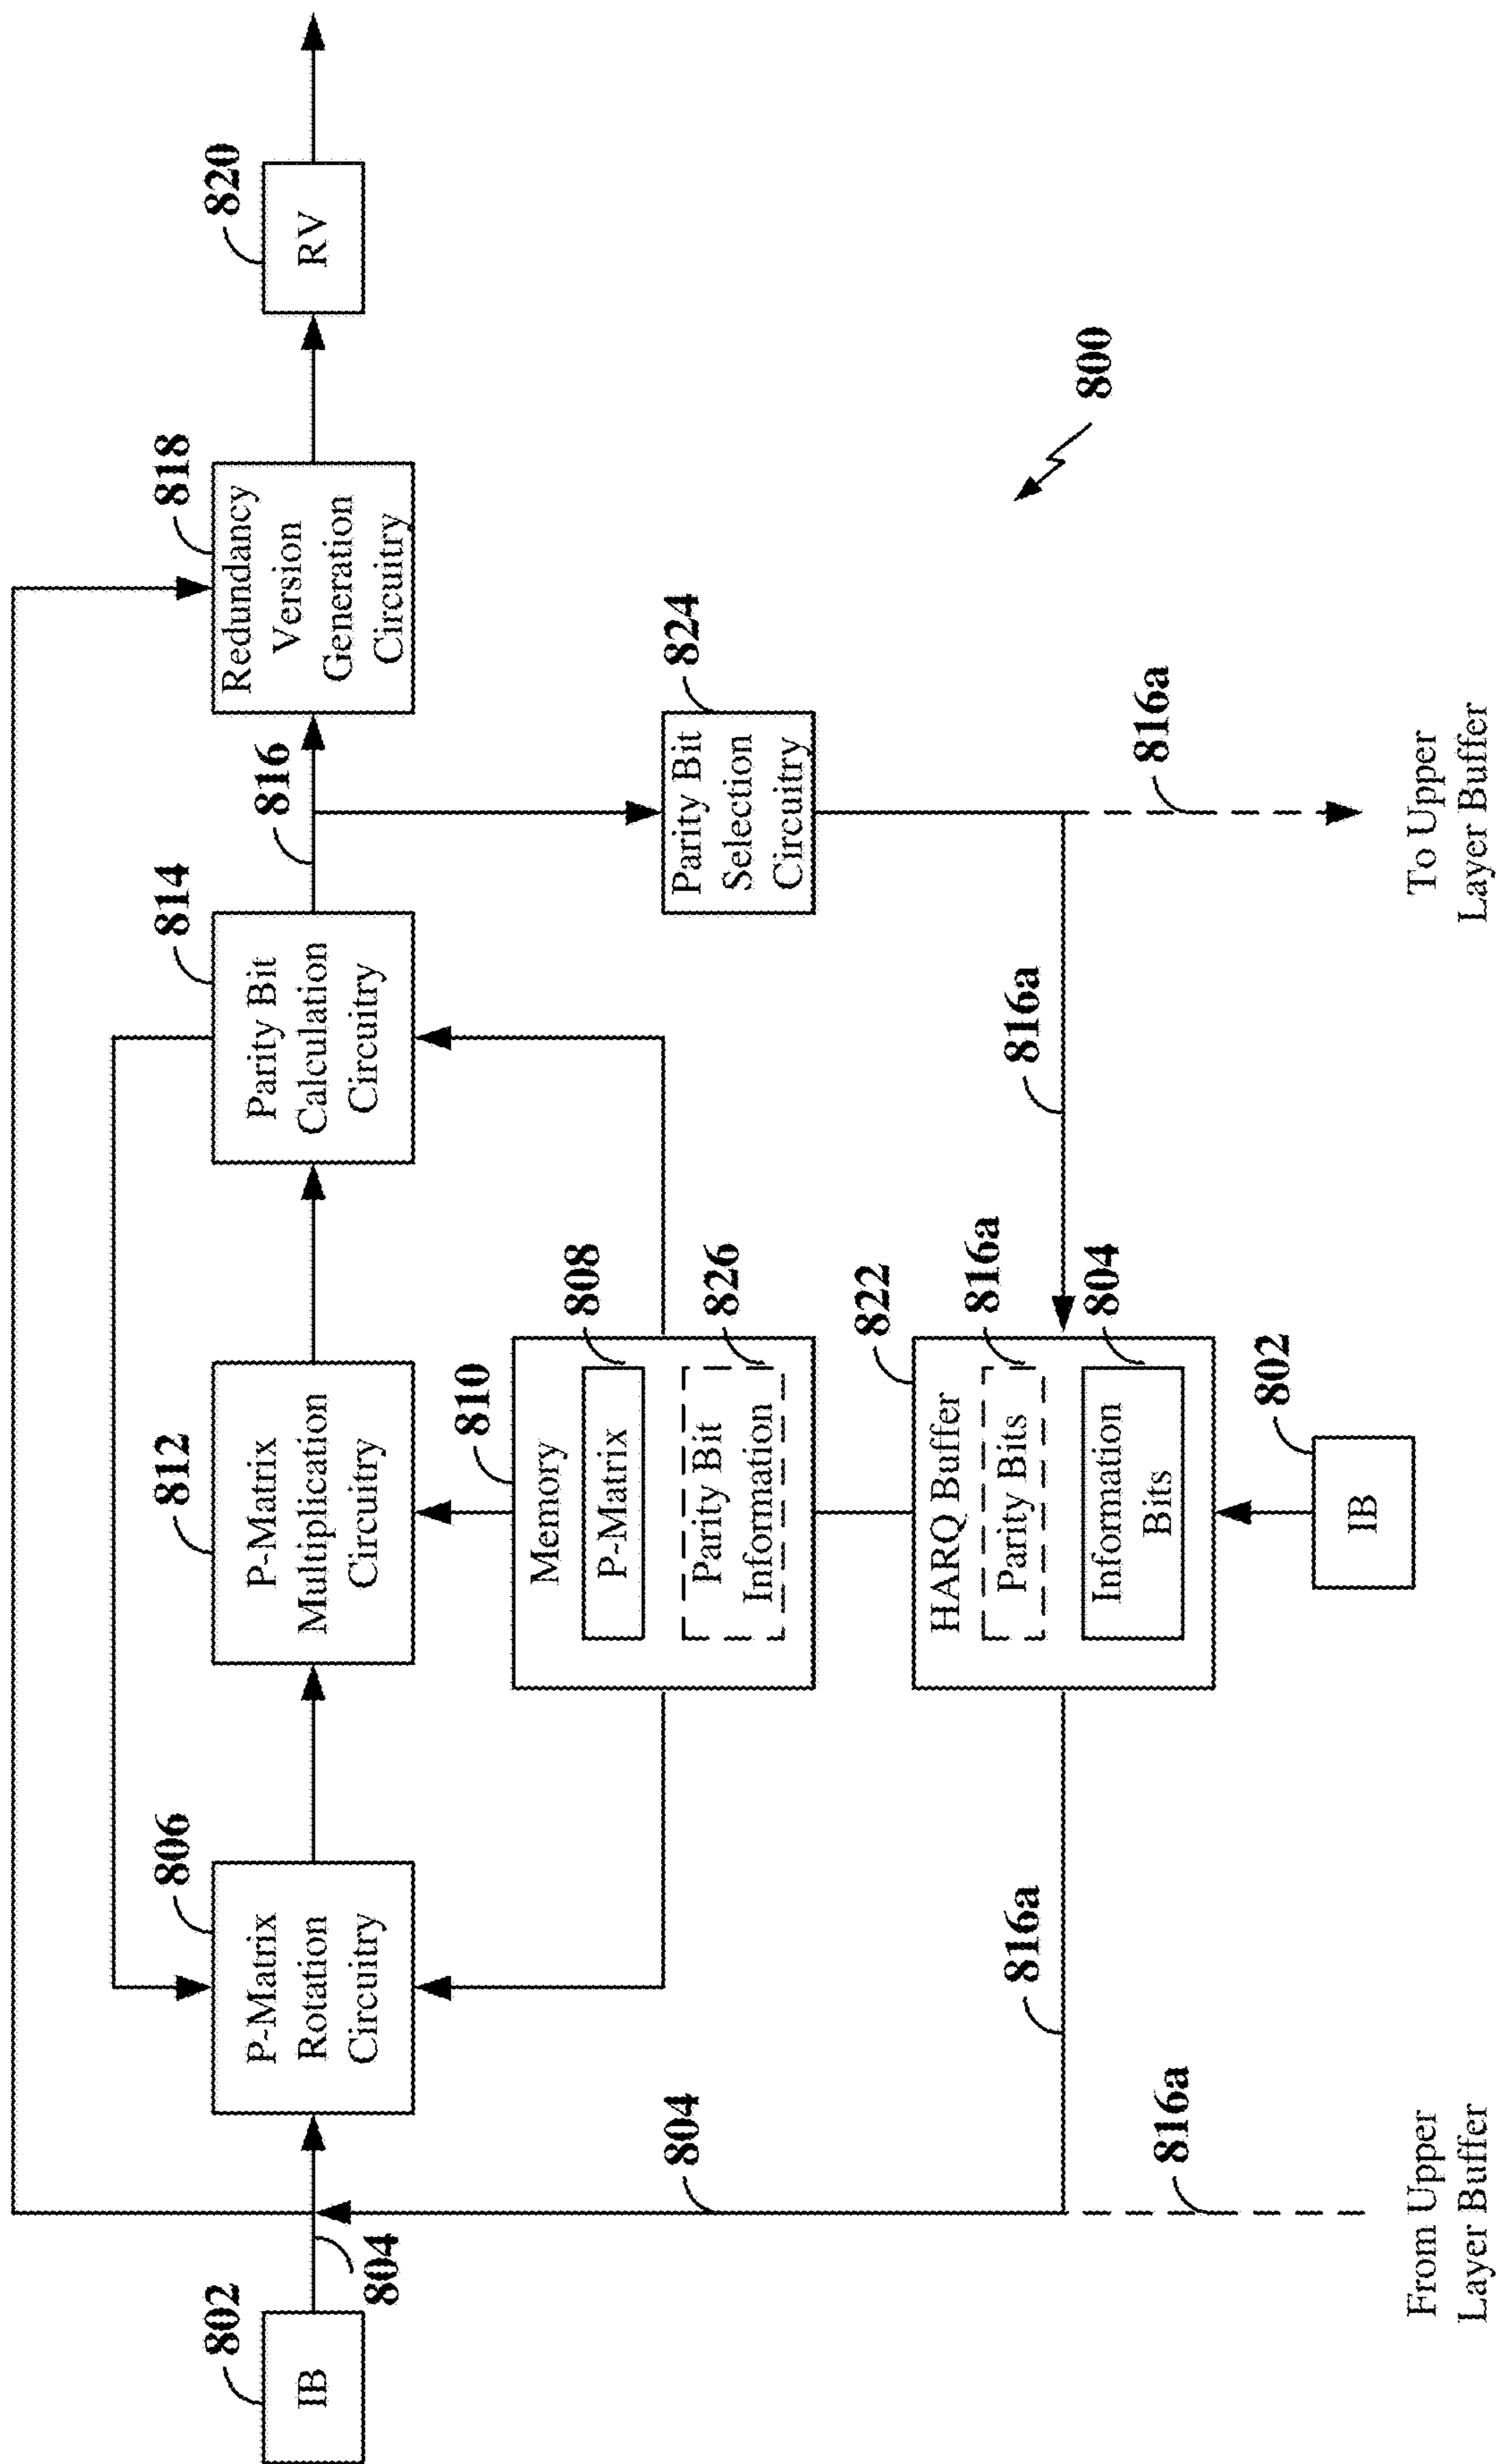 802
IB
804
806
P-Matrix
Rotation
Circuitry
812
P-Matrix
Multiplication
Circuitry
814
Parity Bit
Calculation
Circuitry
816
818
Redundancy
Version
Generation
Circuitry
820
RV
810
Memory
808
P-Matrix
826
Parity Bit
Information
824
Parity Bit
Selection
Circuitry
804
816a
822
HARQ Buffer
816a
Parity Bits
804
Information
Bits
816a
800
802
IB
816a
From Upper
Layer Buffer
816a
To Upper
Layer Buffer